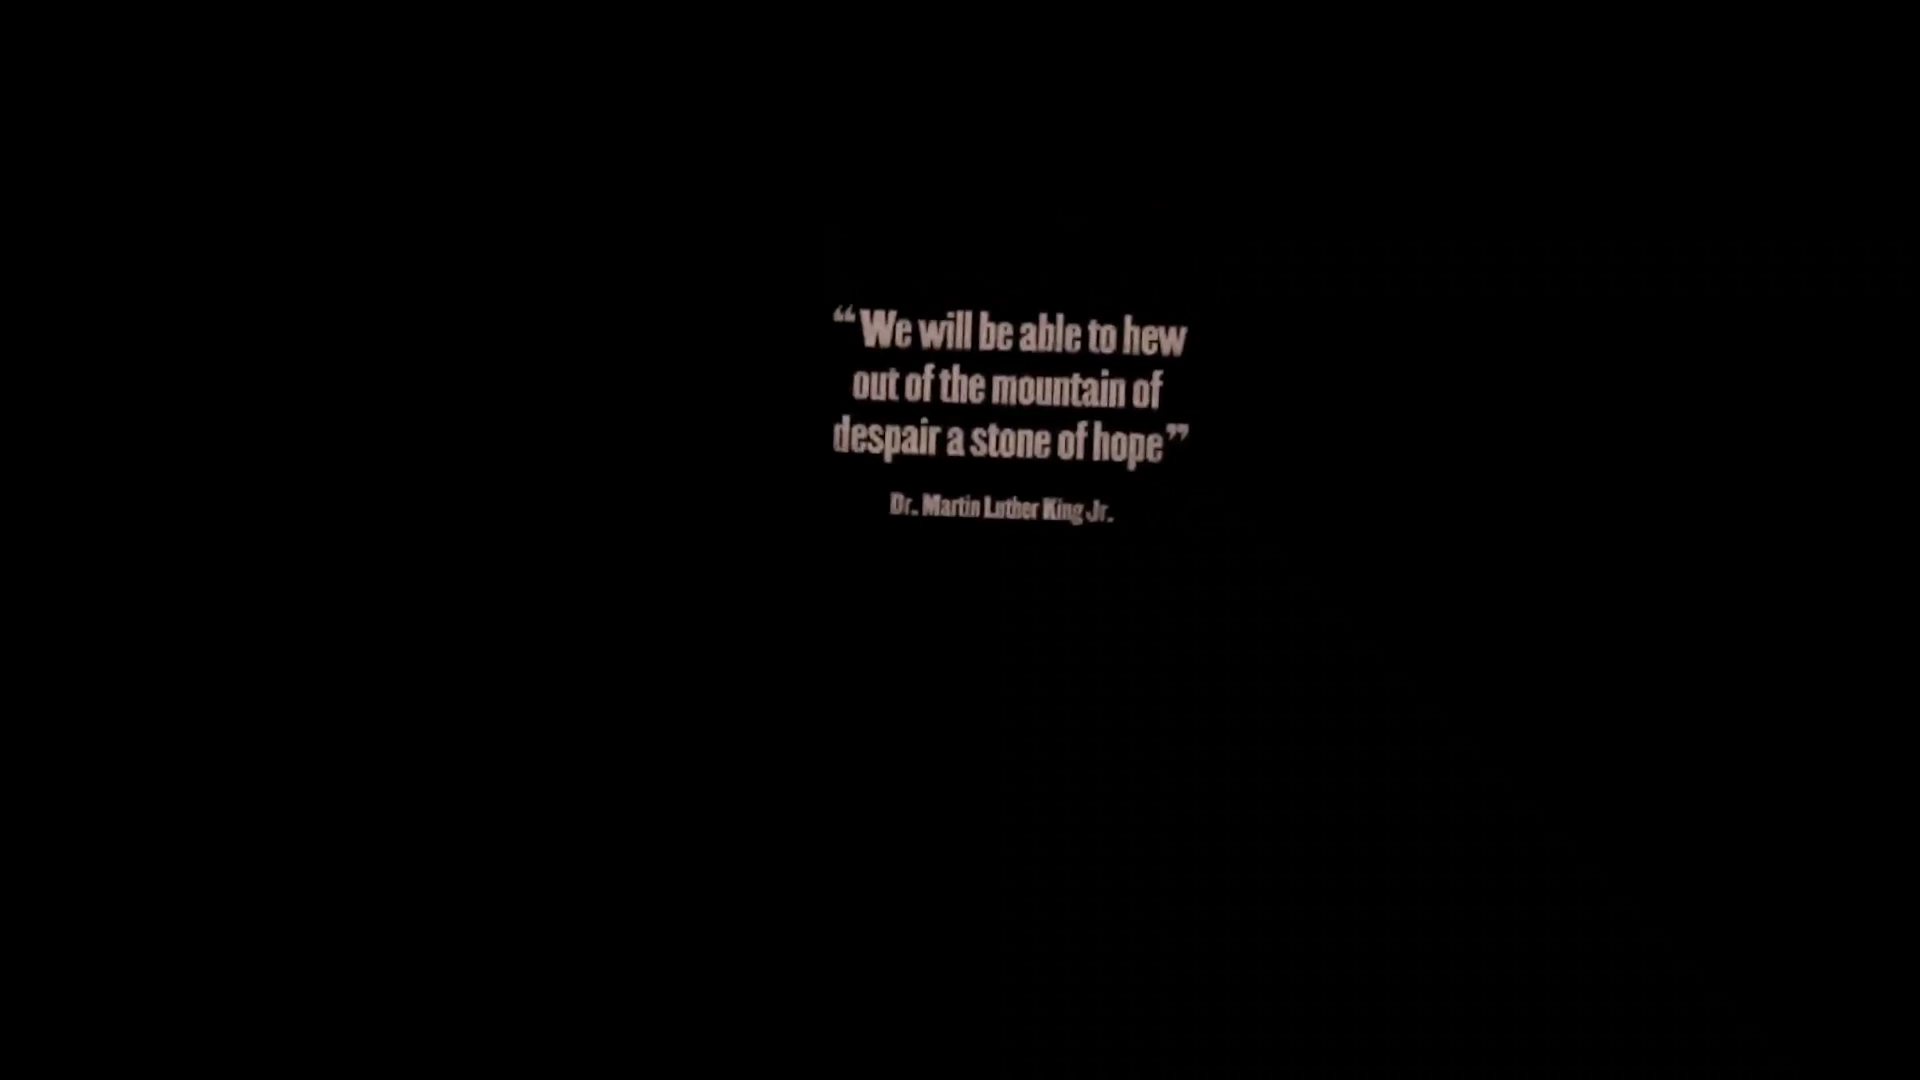 “We will be able to hew
out of the mountain of
despair a stone of hope”
Dr. Martin Luther King Jr.